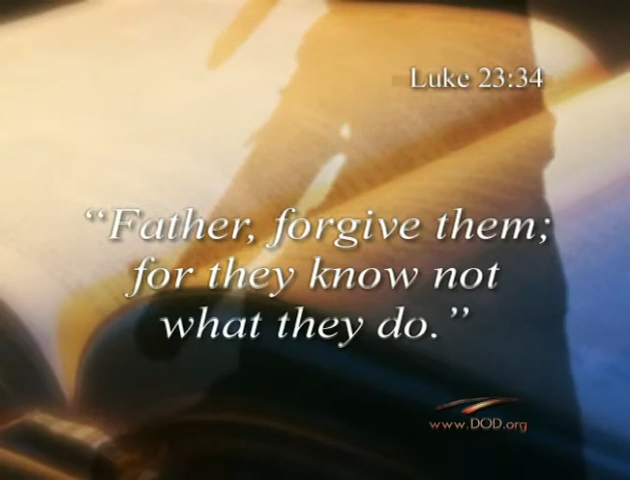 Luke 23:34
“Father, forgive them;
for they know not
what they do.”
www.DOD.org